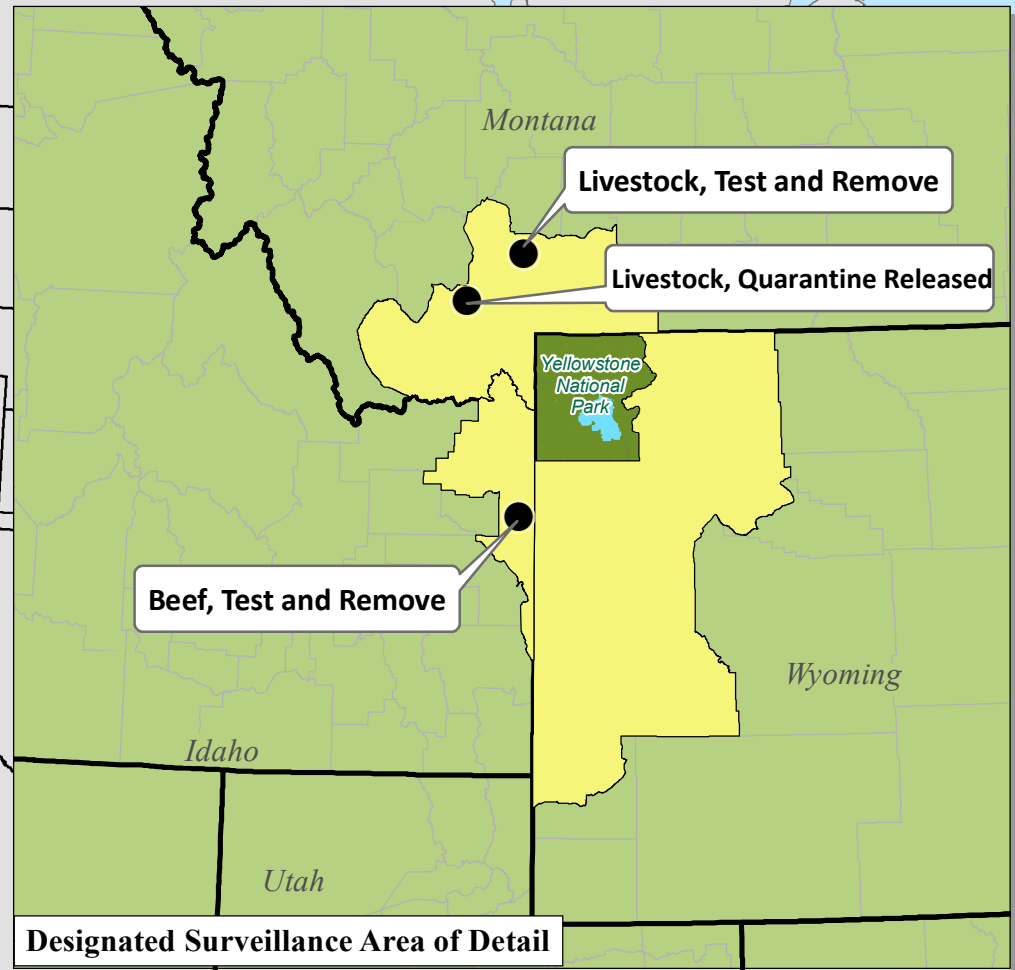 Montana
Livestock, Test and Remove
Livestock, Quarantine Released
Yellowstone
National
Park
Beef, Test and Remove
Wyoming
Idaho
Utah
Designated Surveillance Area of Detail